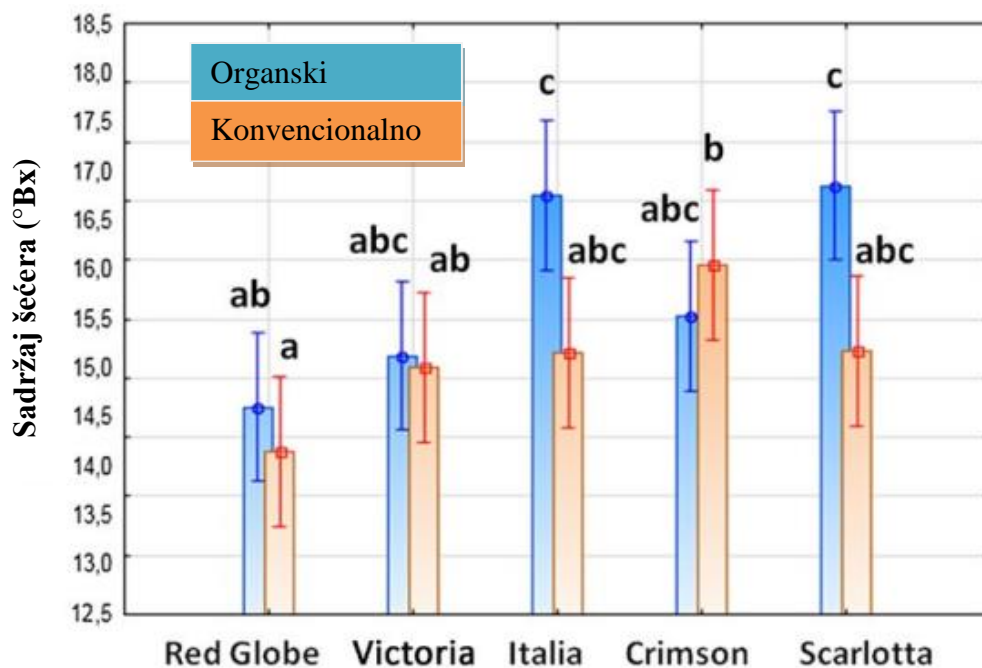 Sadržaj šećera (°Bx)
18,5
18,0
17,5
17,0
16,5
16,0
15,5
15,0
14,5
14,0
13,5
13,0
12,5
Organski
Konvencionalno
ab
a
abc
ab
c
abc
abc
b
c
abc
Red Globe Victoria Italia Crimson Scarlotta